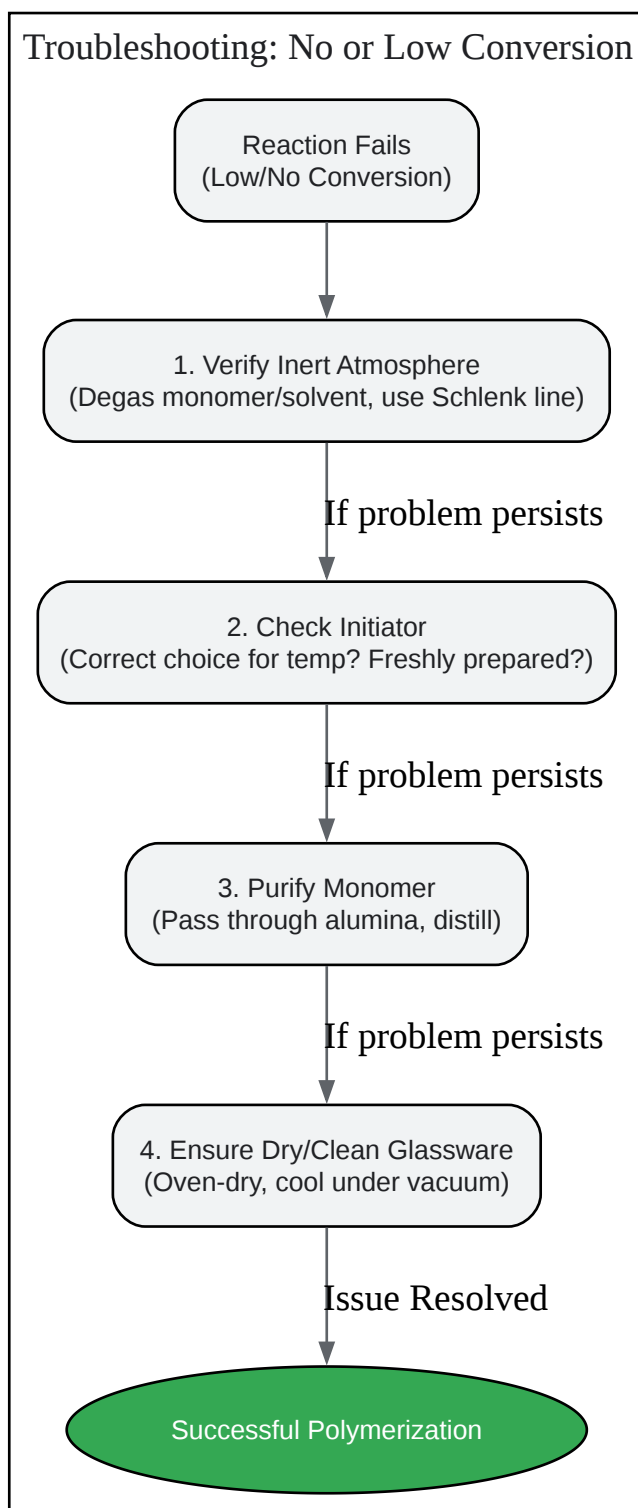 Troubleshooting: No or Low Conversion
Reaction Fails
(Low/No Conversion)
1. Verify Inert Atmosphere
(Degas monomer/solvent, use Schlenk line)
If problem persists
2. Check Initiator
(Correct choice for temp? Freshly prepared?)
If problem persists
3. Purify Monomer
(Pass through alumina, distill)
If problem persists
4. Ensure Dry/Clean Glassware
(Oven-dry, cool under vacuum)
Issue Resolved
Successful Polymerization